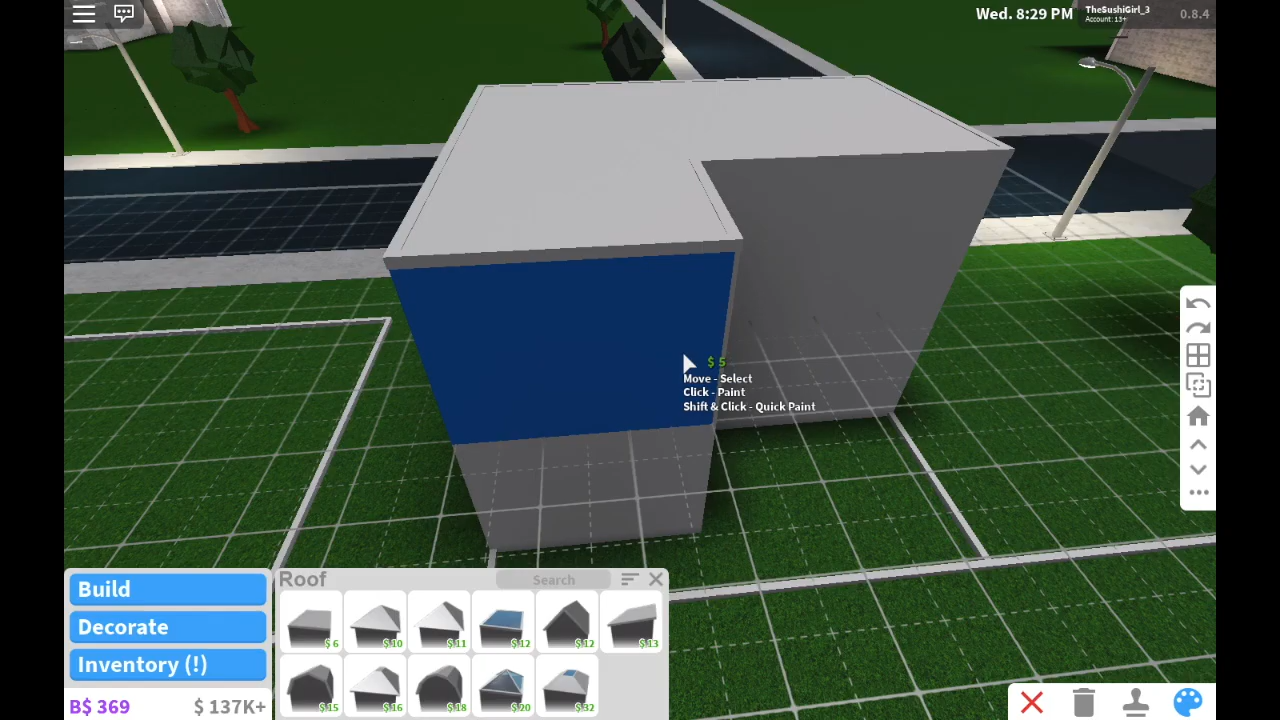 Wed. 8:29 PM
TheSushiGirl_3
Account: 13+
0.8.4
$ 5
Move - Select
Click - Paint
Shift & Click - Quick Paint
Build
Decorate
Inventory (!)
B$ 369
$ 137K+
Roof
Search
$ 6
$ 10
$ 11
$ 12
$ 12
$ 13
$ 15
$ 16
$ 18
$ 20
$ 32